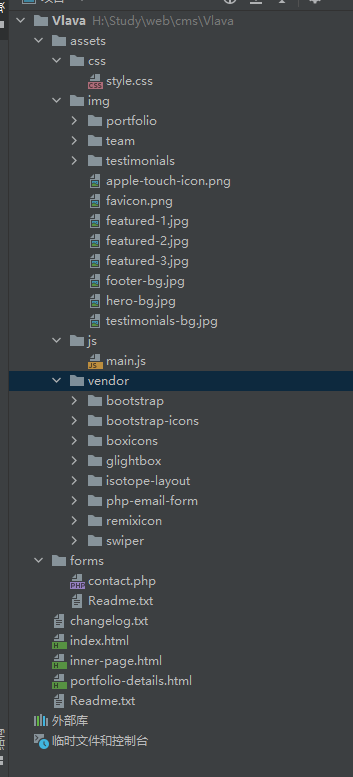 Vlava H:\Study\web\cms\Vlava
assets
css
style.css
img
portfolio
team
testimonials
apple-touch-icon.png
favicon.png
featured-1.jpg
featured-2.jpg
featured-3.jpg
footer-bg.jpg
hero-bg.jpg
testimonials-bg.jpg
js
main.js
vendor
bootstrap
bootstrap-icons
boxicons
glightbox
isotope-layout
php-email-form
remixicon
swiper
forms
contact.php
Readme.txt
changelog.txt
index.html
inner-page.html
portfolio-details.html
Readme.txt
外部库
临时文件和控制台